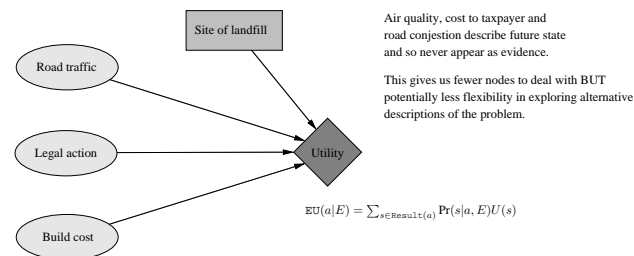 Site of landfill
Road traffic
Legal action
Build cost
Utility
Air quality, cost to taxpayer and
road conjestion describe future state
and so never appear as evidence.
This gives us fewer nodes to deal with BUT
potentially less flexibility in exploring alternative
descriptions of the problem.
EU(a|E) = ∑_{s∈Result(a)} Pr(s|a, E)U(s)